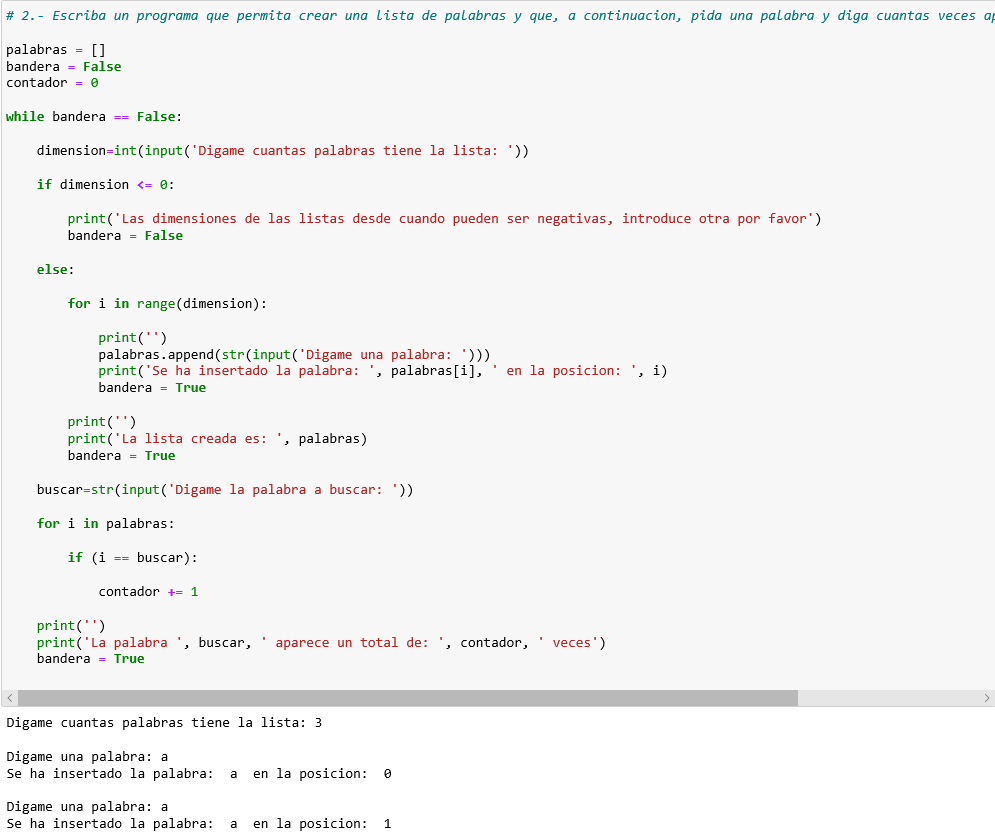 # 2.- Escriba un programa que permita crear una lista de palabras y que, a continuacion, pida una palabra y diga cuantas veces
palabras = []
bandera = False
contador = 0
while bandera == False:
dimension=int(input('Digame cuantas palabras tiene la lista: '))
if dimension <= 0:
print('Las dimensiones de las listas desde cuando pueden ser negativas, introduce otra por favor')
bandera = False
else:
for i in range(dimension):
print('')
palabras.append(str(input('Digame una palabra: ')))
print('Se ha insertado la palabra: ', palabras[i], ' en la posicion: ', i)
bandera = True
print('')
print('La lista creada es: ', palabras)
bandera = True
buscar=str(input('Digame la palabra a buscar: '))
for i in palabras:
if (i == buscar):
contador += 1
print('')
print('La palabra ', buscar, ' aparece un total de: ', contador, ' veces')
bandera = True
Digame cuantas palabras tiene la lista: 3
Digame una palabra: a
Se ha insertado la palabra:  a  en la posicion:  0
Digame una palabra: a
Se ha insertado la palabra:  a  en la posicion:  1